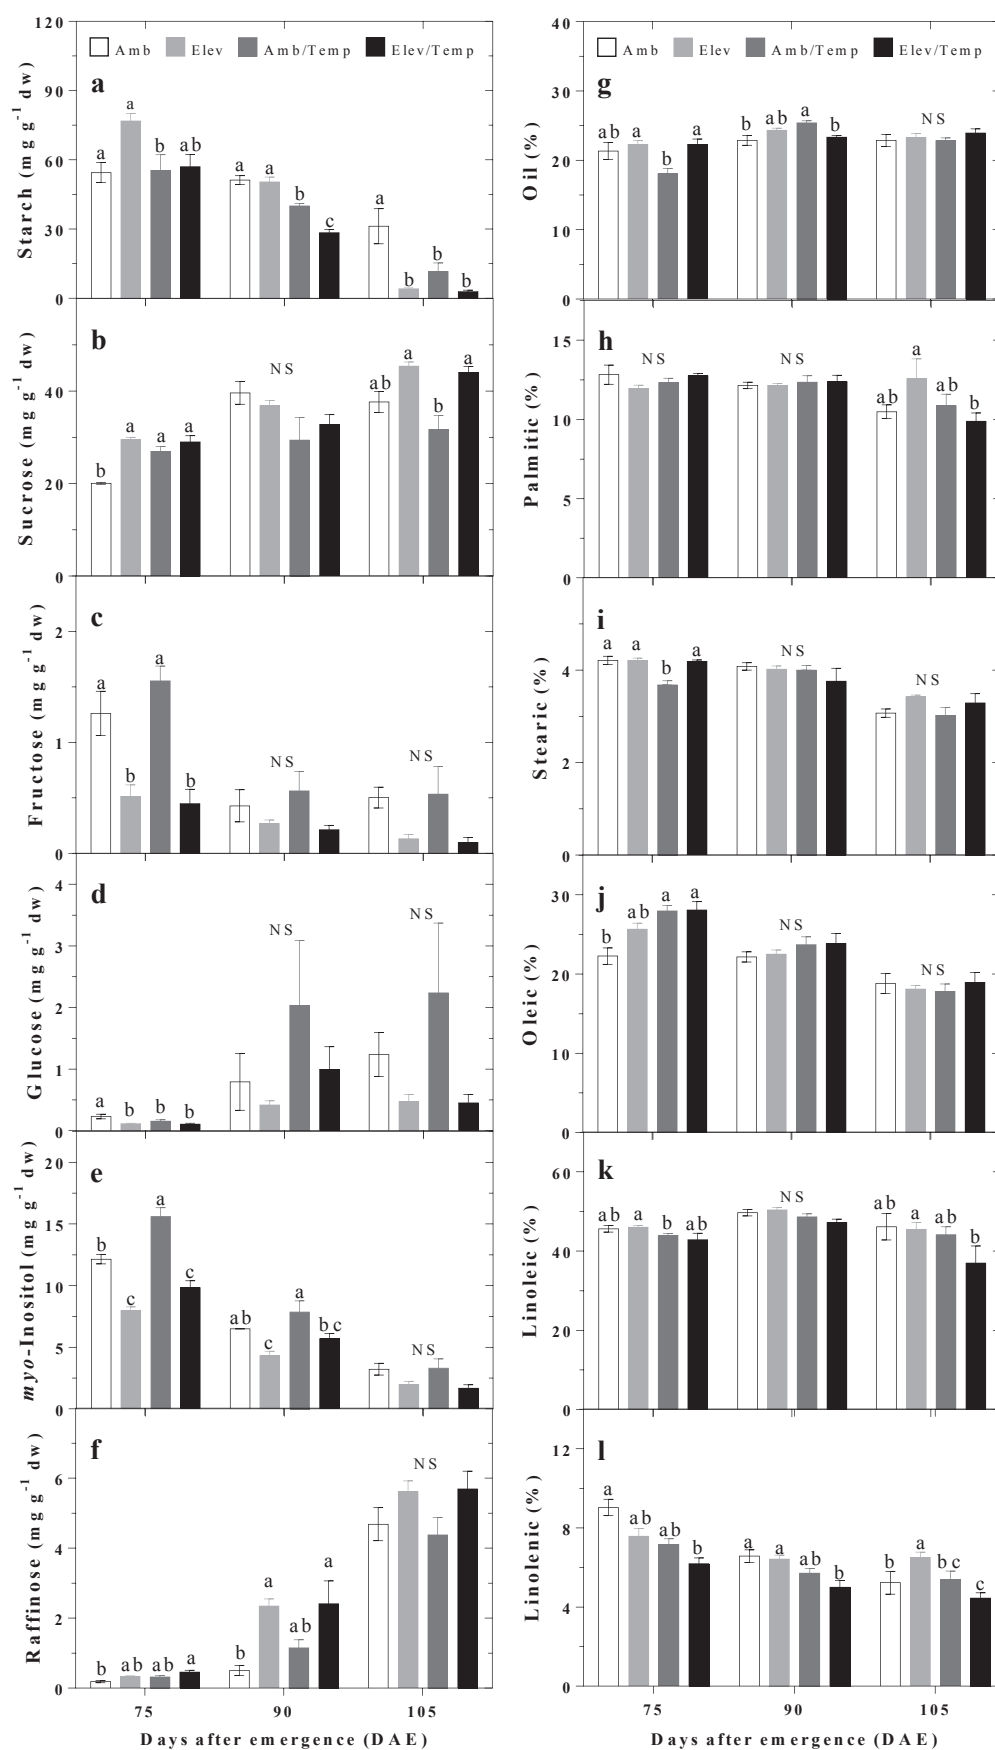 120
Amb Elev Amb/Temp Elev/Temp
a
90
60
30
0
Starch (mg g⁻¹ dw)
a a b ab
a a b c
a b b b
b
40
20
0
Sucrose (mg g⁻¹ dw)
b a a a
NS
ab a b a
c
2
1
0
Fructose (mg g⁻¹ dw)
a b a b
NS
NS
d
4
3
2
1
0
Glucose (mg g⁻¹ dw)
a b b b
NS
NS
e
20
15
10
5
0
myo-Inositol (mg g⁻¹ dw)
b c a c
ab c a bc
NS
f
6
4
2
0
Raffinose (mg g⁻¹ dw)
b ab ab a
b a ab a
NS
75 90 105
Days after emergence (DAE)
40
Amb Elev Amb/Temp Elev/Temp
g
30
20
10
0
Oil (%)
ab a b a
b ab a b
NS
h
15
10
5
0
Palmitic (%)
NS
NS
ab a ab b
i
4
2
0
Stearic (%)
a a b a
NS
NS
j
30
20
10
0
Oleic (%)
b ab a a
NS
NS
k
60
40
20
0
Linoleic (%)
ab a b ab
NS
ab a ab b
l
12
8
4
0
Linolenic (%)
a ab ab b
a a ab b
b a bc c
75 90 105
Days after emergence (DAE)